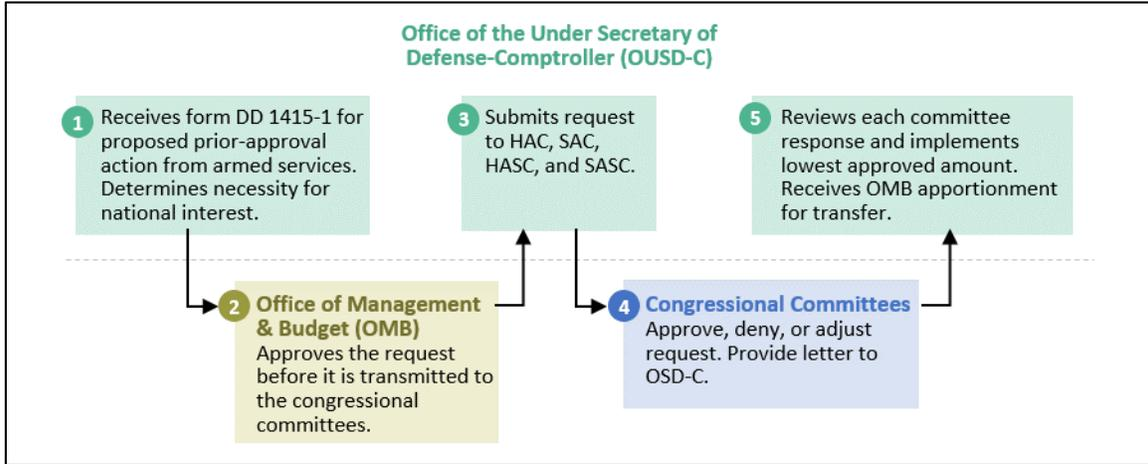 Office of the Under Secretary of
Defense-Comptroller (OUSD-C)
1
Receives form DD 1415-1 for
proposed prior-approval
action from armed services.
Determines necessity for
national interest.
2
Office of Management
& Budget (OMB)
Approves the request
before it is transmitted to
the congressional
committees.
3
Submits request
to HAC, SAC,
HASC, and SASC.
4
Congressional Committees
Approve, deny, or adjust
request. Provide letter to
OSD-C.
5
Reviews each committee
response and implements
lowest approved amount.
Receives OMB apportionment
for transfer.